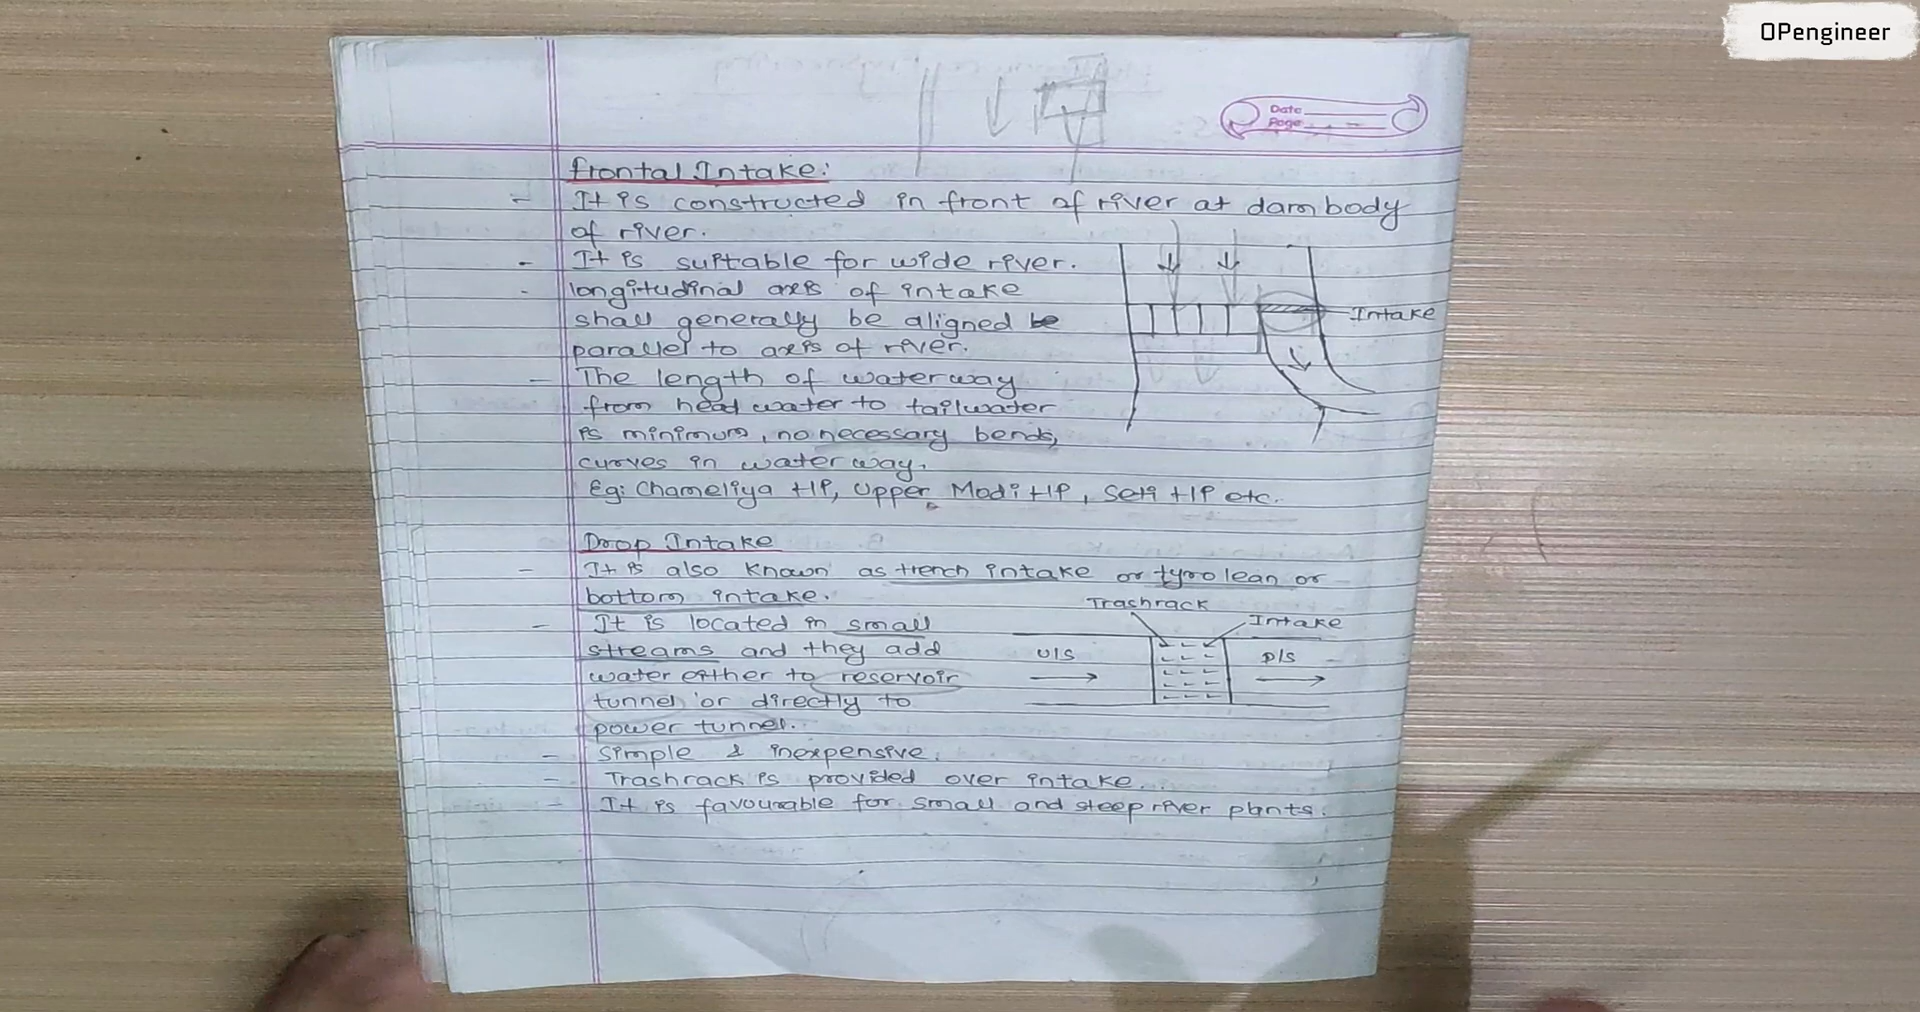 OPengineer
Date
Page
frontal Intake:
- It is constructed in front of river at dam body
of river.
- It is suitable for wide river.
- longitudinal axis of intake
shall generally be aligned be
parallel to axis of river.
- The length of waterway
from head water to tailwater
is minimum, no necessary bends,
curves in water way.
Eg: Chameliya HP, Upper Modi HP, Seti HP etc.
Intake
Drop Intake
- It is also known as trench intake or tyrolean or
bottom intake.
- It is located in small
streams and they add
water either to reservoir
tunnel or directly to
power tunnel.
Trashrack
Intake
U/S
D/S
- Simple & inexpensive.
- Trashrack is provided over intake.
- It is favourable for small and steep river plants.